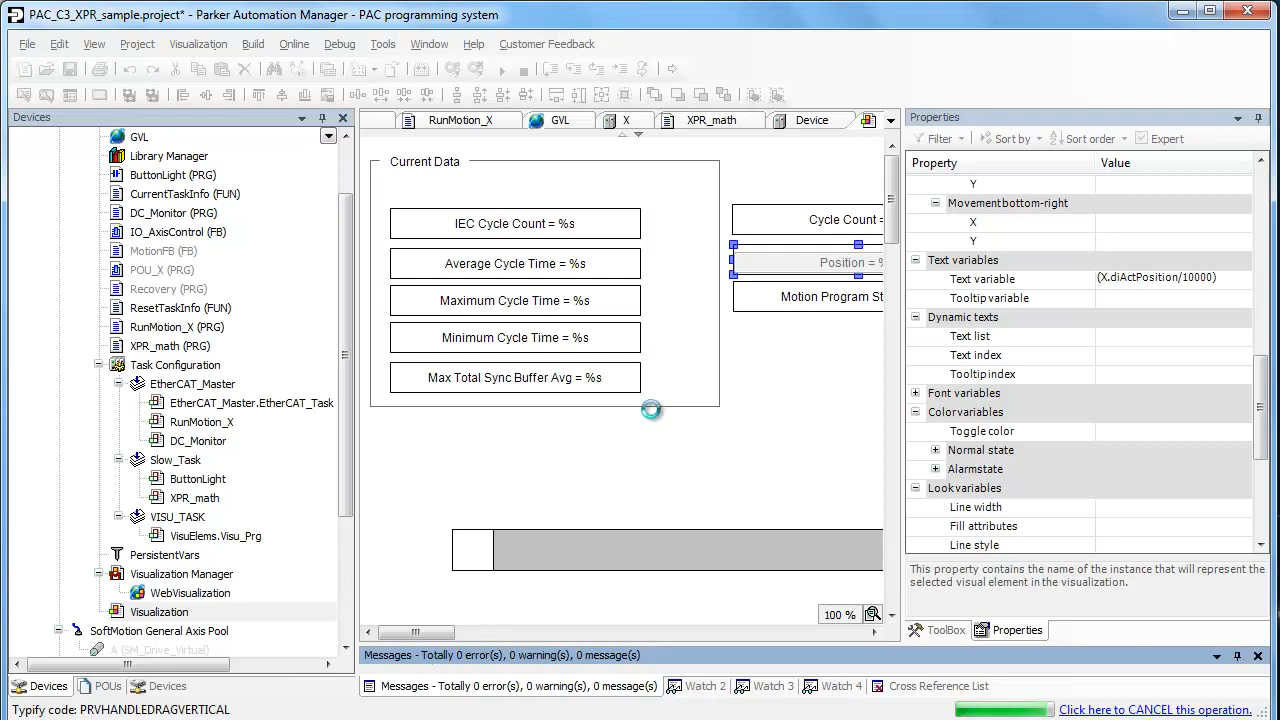 PAC_C3_XPR_sample.project* - Parker Automation Manager - PAC programming system
File Edit View Project Visualization Build Online Debug Tools Window Help Customer Feedback
Devices
GVL
Library Manager
ButtonLight (PRG)
CurrentTaskInfo (FUN)
DC_Monitor (PRG)
IO_AxisControl (FB)
MotionFB (FB)
POU_X (PRG)
Recovery (PRG)
ResetTaskInfo (FUN)
RunMotion_X (PRG)
XPR_math (PRG)
Task Configuration
EtherCAT_Master
EtherCAT_Master.EtherCAT_Task
RunMotion_X
DC_Monitor
Slow_Task
ButtonLight
XPR_math
VISU_TASK
VisuElems.Visu_Prg
PersistentVars
Visualization Manager
WebVisualization
Visualization
SoftMotion General Axis Pool
A (SM_Drive_Virtual)
Devices POUs Devices
RunMotion_X GVL X XPR_math Device
Current Data
IEC Cycle Count = %s
Average Cycle Time = %s
Maximum Cycle Time = %s
Minimum Cycle Time = %s
Max Total Sync Buffer Avg = %s
Cycle Count =
Position = %
Motion Program St
100 %
Properties
Filter Sort by Sort order Expert
Property Value
Y
Movement bottom-right
X
Y
Text variables
Text variable (X.diActPosition/10000)
Tooltip variable
Dynamic texts
Text list
Text index
Tooltip index
Font variables
Color variables
Toggle color
Normal state
Alarmstate
Look variables
Line width
Fill attributes
Line style
This property contains the name of the instance that will represent the
selected visual element in the visualization.
ToolBox Properties
Messages - Totally 0 error(s), 0 warning(s), 0 message(s)
Messages - Totally 0 error(s), 0 warning(s), 0 message(s) Watch 2 Watch 3 Watch 4 Cross Reference List
Typify code: PRVHANDLEDRAGVERTICAL
Click here to CANCEL this operation.